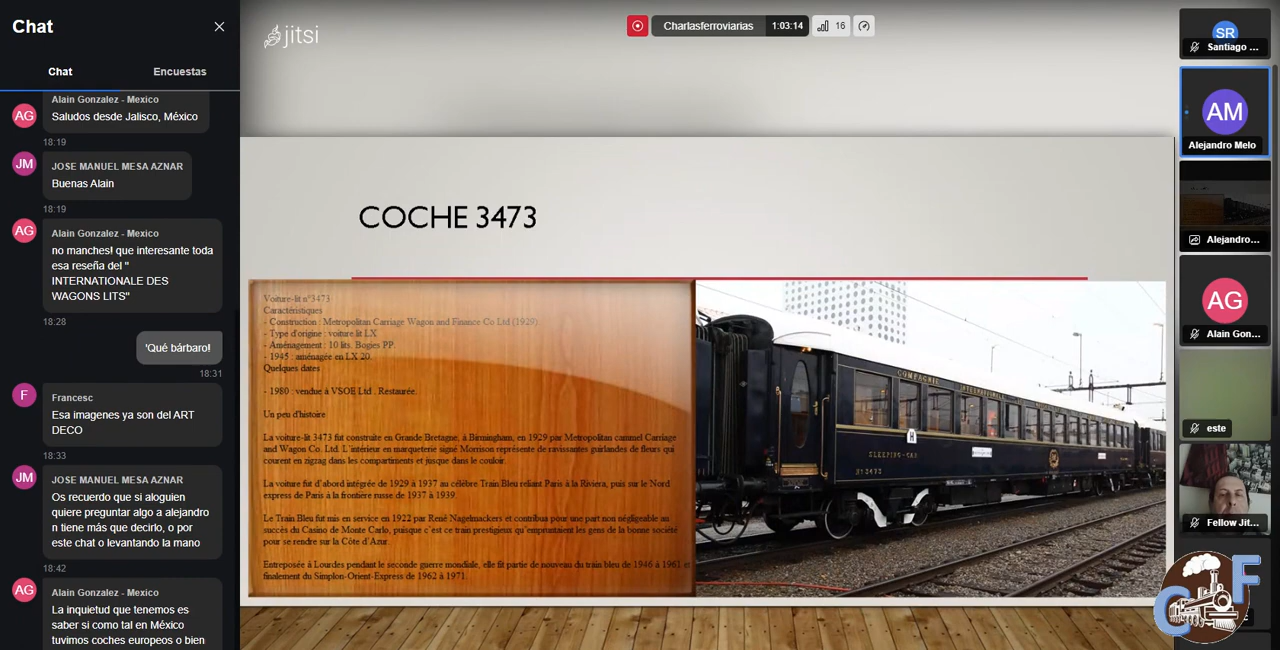 Chat
Chat
Encuestas
Alain Gonzalez - Mexico
AG
Saludos desde Jalisco, México
18:19
JM
JOSE MANUEL MESA AZNAR
Buenas Alain
18:19
AG
Alain Gonzalez - Mexico
no manches! que interesante toda
esa reseña del "
INTERNATIONALE DES
WAGONS LITS"
18:28
'Qué bárbaro!
18:31
F
Francesc
Esa imagenes ya son del ART
DECO
18:33
JM
JOSE MANUEL MESA AZNAR
Os recuerdo que si aloguien
quiere preguntar algo a alejandro
n tiene más que decirlo, o por
este chat o levantando la mano
18:42
AG
Alain Gonzalez - Mexico
La inquietud que tenemos es
saber si como tal en México
tuvimos coches europeos o bien
jitsi
Charlasferroviarias
1:03:14
16
COCHE 3473
Voiture-lit n°3473
Caractéristiques
- Construction : Metropolitan Carriage Wagon and Finance Co Ltd (1929).
- Type d'origine : voiture lit LX
- Aménagement : 10 lits. Bogies PP.
- 1945 : aménagée en LX 20.
Quelques dates
- 1980 : vendue à VSOE Ltd . Restaurée.
Un peu d'histoire
La voiture-lit 3473 fut construite en Grande Bretagne, à Birmingham, en 1929 par Metropolitan cammel Carriage
and Wagon Co. Ltd. L'intérieur en marqueterie signé Morrison représente de ravissantes guirlandes de fleurs qui
courent en zigzag dans les compartiments et jusque dans le couloir.
La voiture fut d'abord intégrée de 1929 à 1937 au célèbre Train Bleu reliant Paris à la Riviera, puis sur le Nord
express de Paris à la frontière russe de 1937 à 1939.
Le Train Bleu fut mis en service en 1922 par René Nagelmackers et contribua pour une part non négligeable au
succès du Casino de Monte Carlo, puisque c'est ce train prestigieux qu'empruntaient les gens de la bonne société
pour se rendre sur la Côte d'Azur.
Entreposée à Lourdes pendant le seconde guerre mondiale, elle fit partie de nouveau du train bleu de 1946 à 1961 et
finalement du Simplon-Orient-Express de 1962 à 1971.
COMPAGNIE INTERNATIONALE
SLEEPING-CAR
Nº 3473
SR
Santiago ...
AM
Alejandro Melo
Alejandro...
AG
Alain Gon...
este
Fellow Jit...
C F